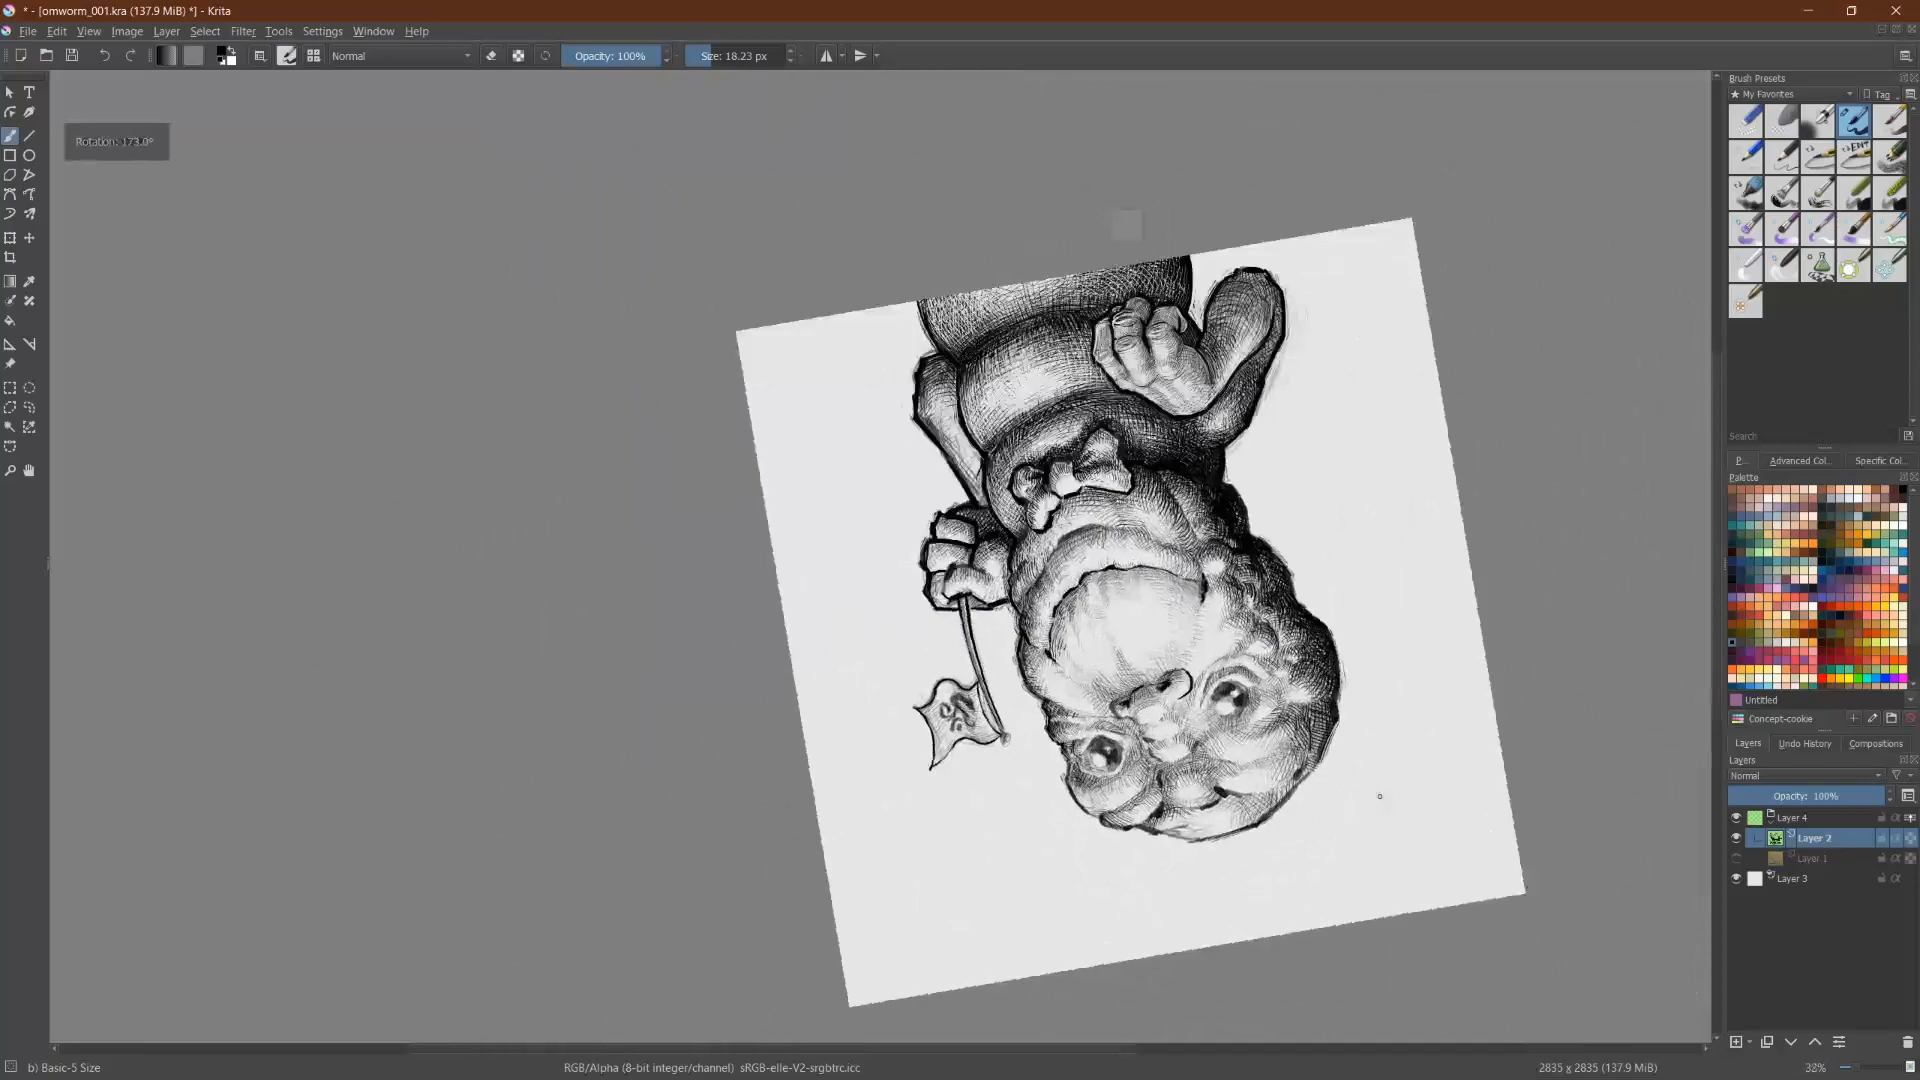 * - [omworm_001.kra (137.9 MiB) *] - Krita
File Edit View Image Layer Select Filter Tools Settings Window Help
Normal
Opacity: 100%
Size: 18.23 px
Rotation: 173.0°
Brush Presets
My Favorites
Tag
Search
P...
Advanced Col...
Specific Col...
Palette
Untitled
Concept-cookie
Layers
Undo History
Compositions
Layers
Normal
Opacity: 100%
Layer 4
Layer 2
Layer 1
Layer 3
b) Basic-5 Size
RGB/Alpha (8-bit integer/channel) sRGB-elle-V2-srgbtrc.icc
2835 x 2835 (137.9 MiB)
38%